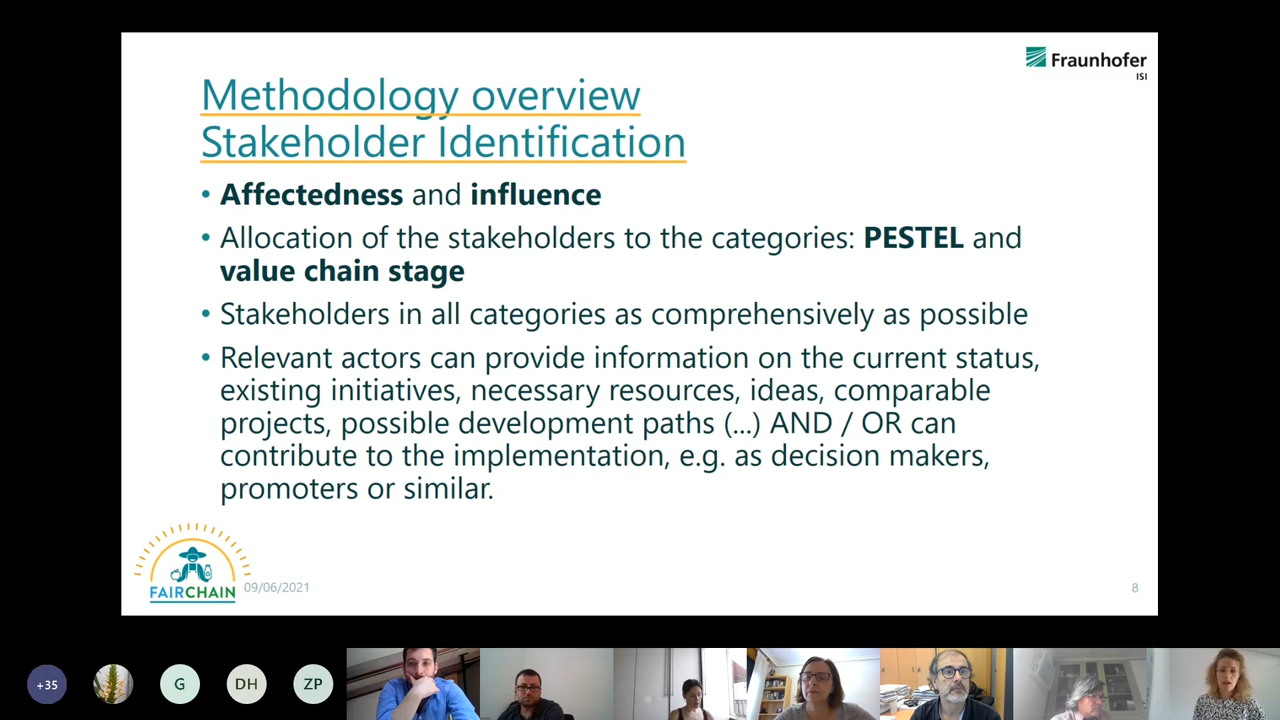 Fraunhofer
ISI
Methodology overview
Stakeholder Identification
• Affectedness and influence
• Allocation of the stakeholders to the categories: PESTEL and
value chain stage
• Stakeholders in all categories as comprehensively as possible
• Relevant actors can provide information on the current status,
existing initiatives, necessary resources, ideas, comparable
projects, possible development paths (...) AND / OR can
contribute to the implementation, e.g. as decision makers,
promoters or similar.
FAIRCHAIN
09/06/2021
8
+35
G
DH
ZP